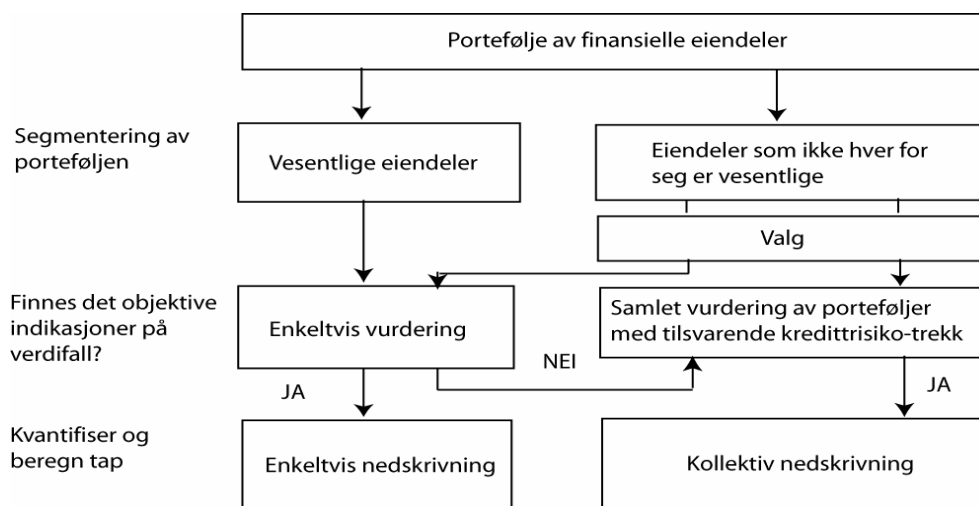 Portefølje av finansielle eiendeler
Segmentering av
porteføljen
Vesentlige eiendeler
Eiendeler som ikke hver for
seg er vesentlige
Valg
Finnes det objektive
indikasjoner på
verdifall?
Enkeltvis vurdering
Samlet vurdering av porteføljer
med tilsvarende kredittrisiko-trekk
NEI
JA
JA
Kvantifiser og
beregn tap
Enkeltvis nedskrivning
Kollektiv nedskrivning